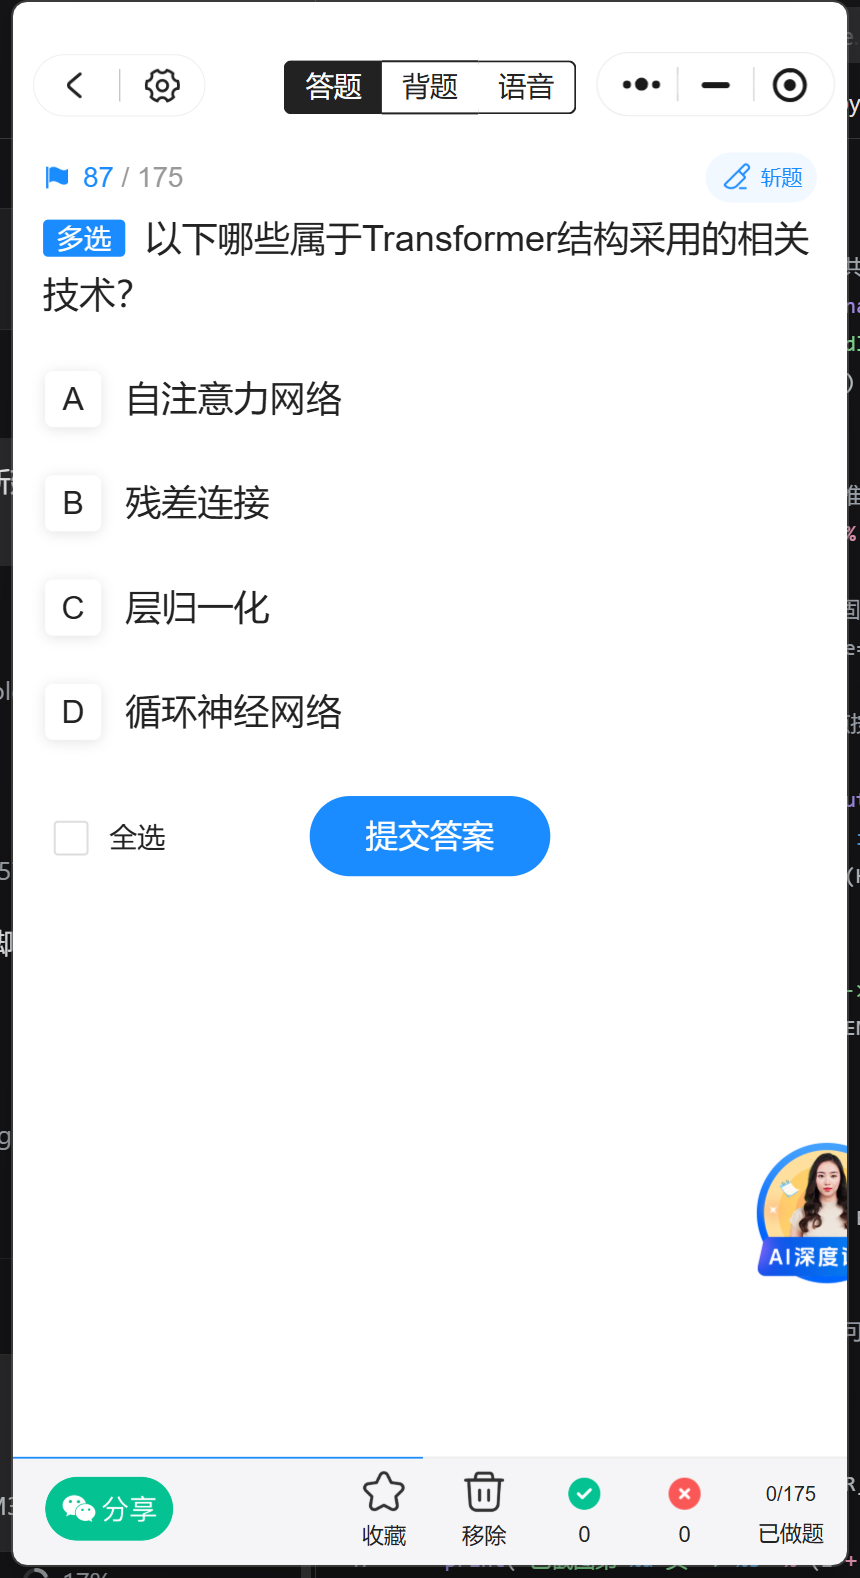 答题 背题 语音
87 / 175 斩题
多选 以下哪些属于Transformer结构采用的相关
技术？
A 自注意力网络
B 残差连接
C 层归一化
D 循环神经网络
全选 提交答案
AI深度
分享 收藏 移除 0 0 0/175 已做题
17%